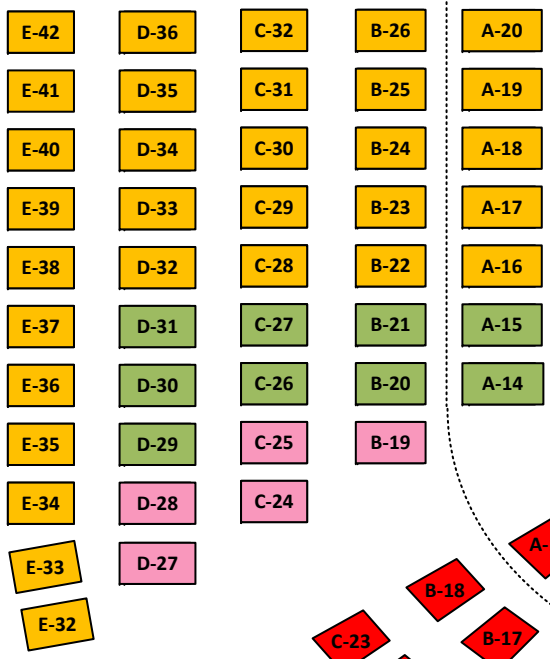 E-42 D-36 C-32 B-26 A-20
E-41 D-35 C-31 B-25 A-19
E-40 D-34 C-30 B-24 A-18
E-39 D-33 C-29 B-23 A-17
E-38 D-32 C-28 B-22 A-16
E-37 D-31 C-27 B-21 A-15
E-36 D-30 C-26 B-20 A-14
E-35 D-29 C-25 B-19
E-34 D-28 C-24
E-33 D-27 A-
E-32 B-18
C-23 B-17